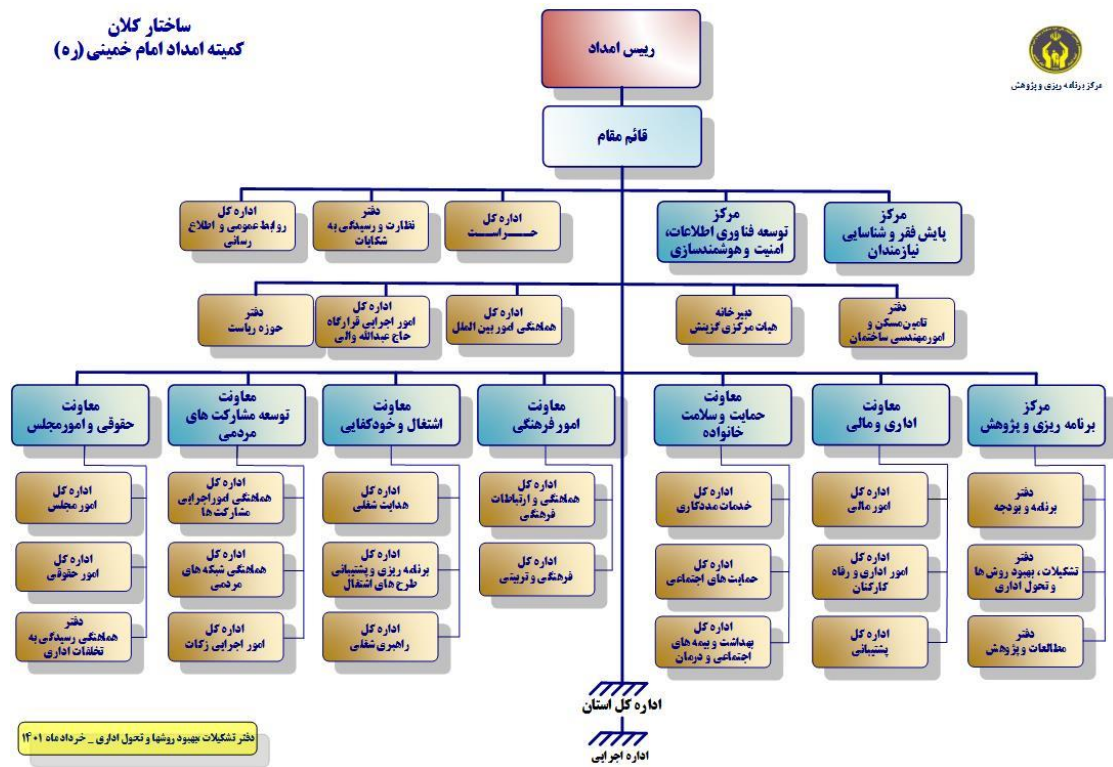 ساختار کلان
کمیته امداد امام خمینی (ره)
مرکز برنامه ریزی و پژوهش
رییس امداد
قائم مقام
مرکز
پایش فقر و شناسایی
نیازمندان
مرکز
توسعه فناوری اطلاعات،
امنیت و هوشمندسازی
اداره کل
حـــراســـت
دفتر
نظارت و رسیدگی به
شکایات
اداره کل
روابط عمومی و اطلاع
رسانی
دفتر
تامین مسکن و
امور مهندسی ساختمان
دبیرخانه
هیات مرکزی گزینش
اداره کل
هماهنگی امور بین الملل
اداره کل
امور اجرایی قرارگاه
حاج عبدالله والی
دفتر
حوزه ریاست
مرکز
برنامه ریزی و پژوهش
دفتر
برنامه و بودجه
دفتر
تشکیلات، بهبود روش ها
و تحول اداری
دفتر
مطالعات و پژوهش
معاونت
اداری و مالی
اداره کل
امور مالی
اداره کل
امور اداری و رفاه
کارکنان
اداره کل
پشتیبانی
معاونت
حمایت و سلامت
خانواده
اداره کل
خدمات مددکاری
اداره کل
حمایت های اجتماعی
اداره کل
بهداشت و بیمه های
اجتماعی و درمان
معاونت
امور فرهنگی
اداره کل
هماهنگی و ارتباطات
فرهنگی
اداره کل
فرهنگی و تربیتی
معاونت
اشتغال و خودکفایی
اداره کل
هدایت شغلی
اداره کل
برنامه ریزی و پشتیبانی
طرح های اشتغال
اداره کل
راهبری شغلی
معاونت
توسعه مشارکت های
مردمی
اداره کل
هماهنگی امور اجرایی
مشارکت ها
اداره کل
هماهنگی شبکه های
مردمی
اداره کل
امور اجرایی زکات
معاونت
حقوقی و امور مجلس
اداره کل
امور مجلس
اداره کل
امور حقوقی
دفتر
هماهنگی رسیدگی به
تخلفات اداری
اداره کل استان
اداره اجرایی
دفتر تشکیلات بهبود روشها و تحول اداری _ خرداد ماه ۱۴۰۱